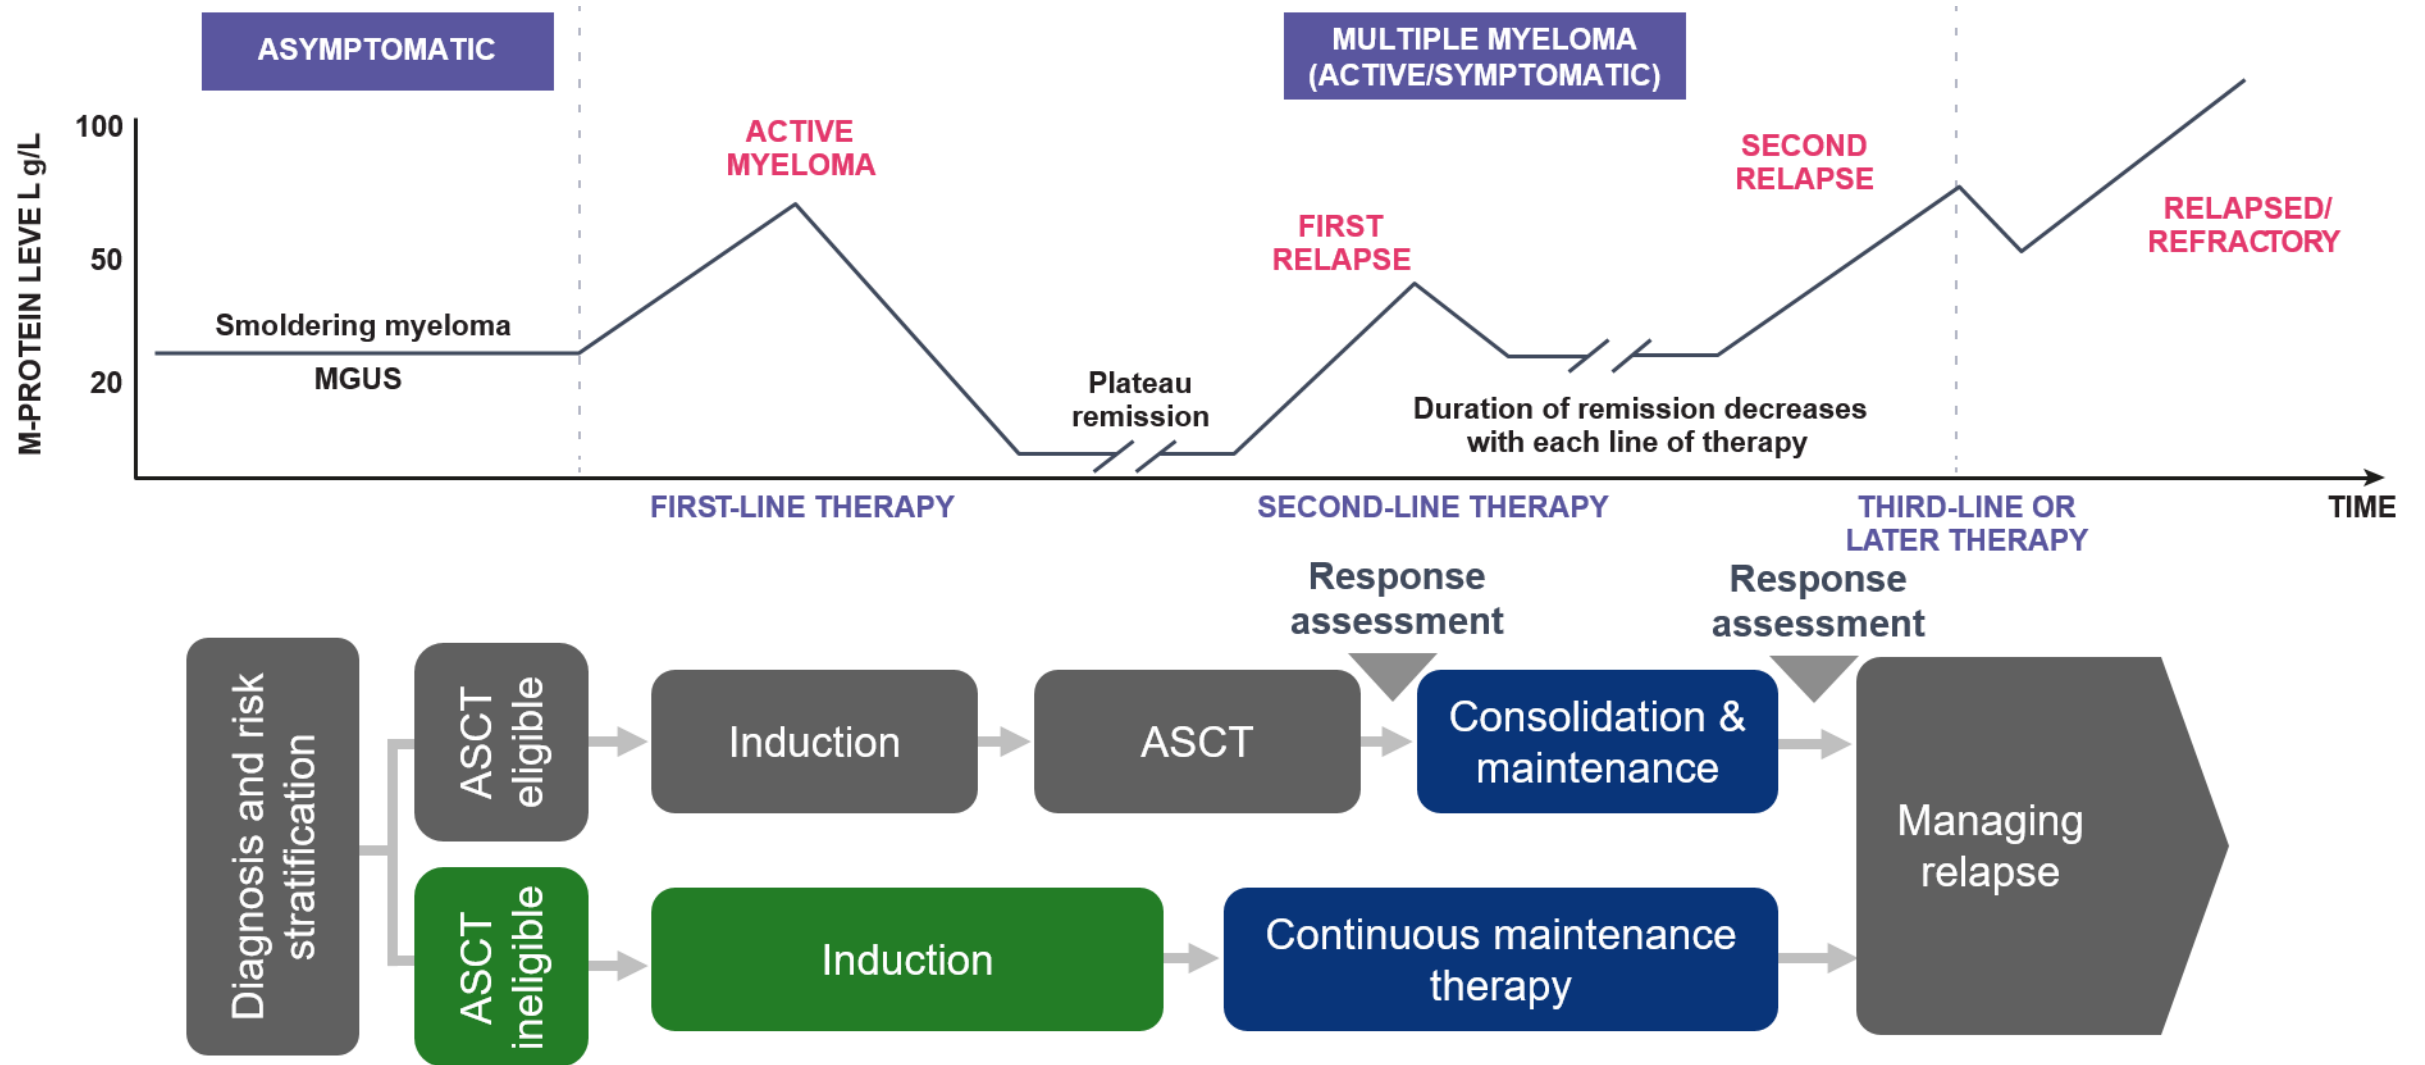 ASYMPTOMATIC
MULTIPLE MYELOMA
(ACTIVE/SYMPTOMATIC)
M-PROTEIN LEVEL g/L
100
50
20
Smoldering myeloma
MGUS
ACTIVE
MYELOMA
Plateau
remission
FIRST
RELAPSE
Duration of remission decreases
with each line of therapy
SECOND
RELAPSE
RELAPSED/
REFRACTORY
FIRST-LINE THERAPY
SECOND-LINE THERAPY
THIRD-LINE OR
LATER THERAPY
TIME
Response
assessment
Response
assessment
Diagnosis and risk
stratification
ASCT
eligible
Induction
ASCT
Consolidation &
maintenance
Managing
relapse
ASCT
ineligible
Induction
Continuous maintenance
therapy